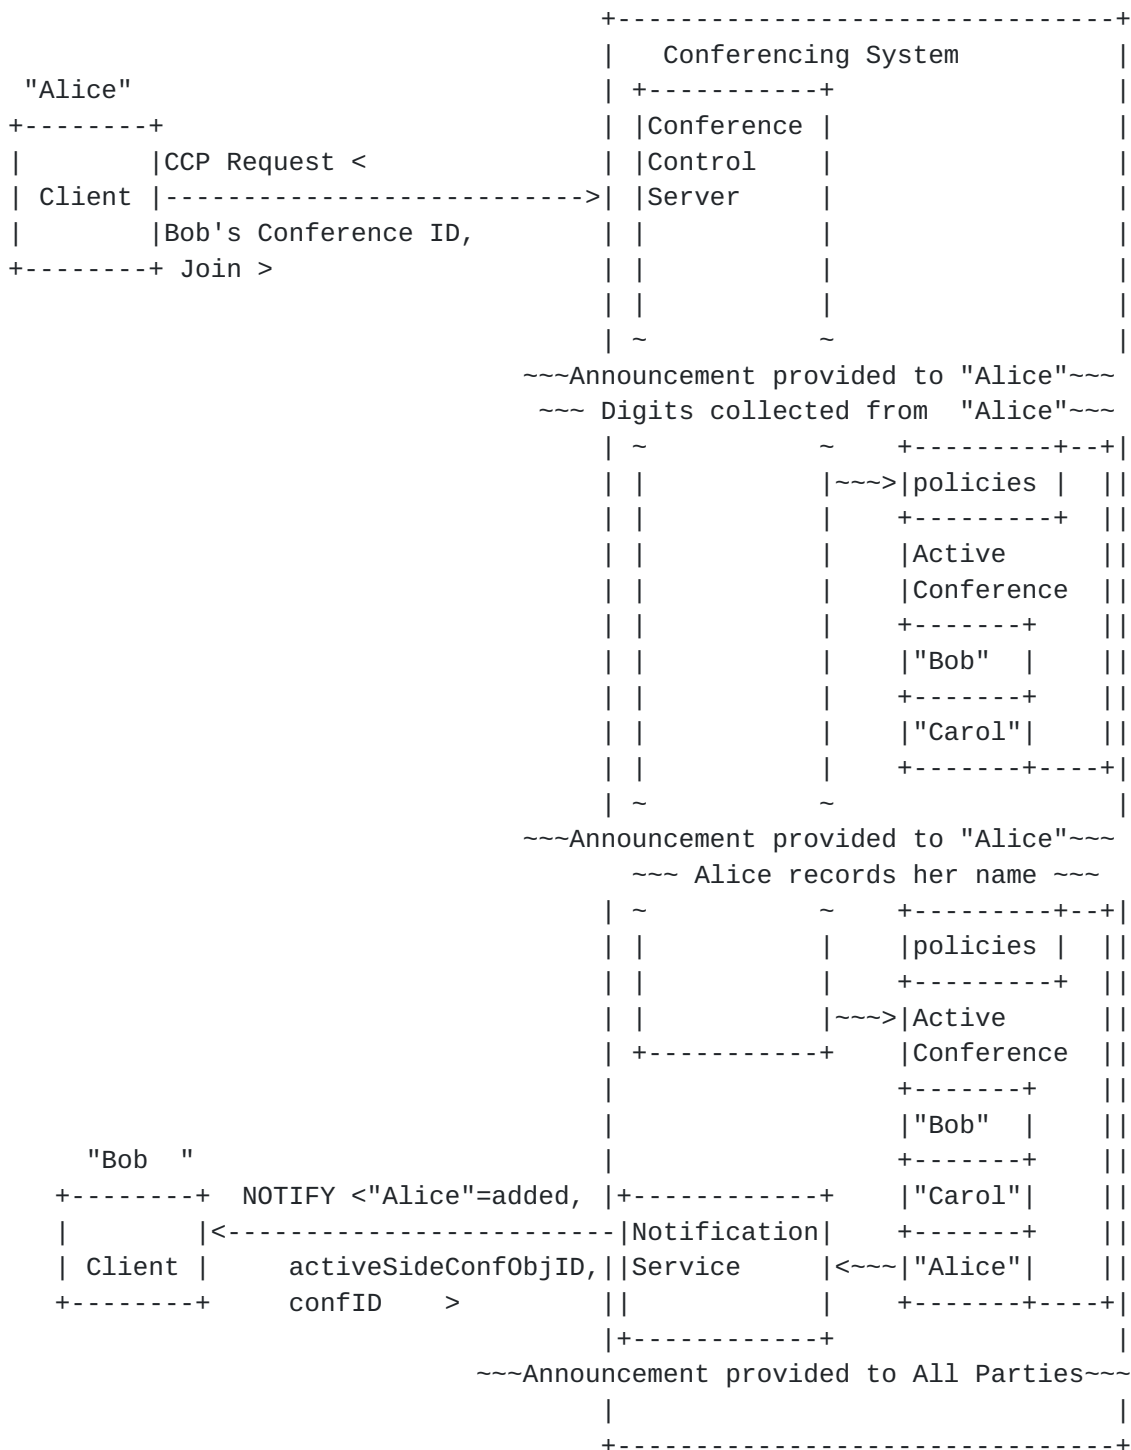 Conferencing System
"Alice"
Conference
CCP Request < Control
Client Server
Bob's Conference ID,
Join >
~~~Announcement provided to "Alice"~~~
~~~ Digits collected from "Alice"~~~
policies
Active
Conference
"Bob"
"Carol"
~~~Announcement provided to "Alice"~~~
~~~ Alice records her name ~~~
policies
Active
Conference
"Bob"
"Bob "
NOTIFY <"Alice"=added, "Carol"
Notification
Client activeSideConfObjID, Service "Alice"
confID >
~~~Announcement provided to All Parties~~~